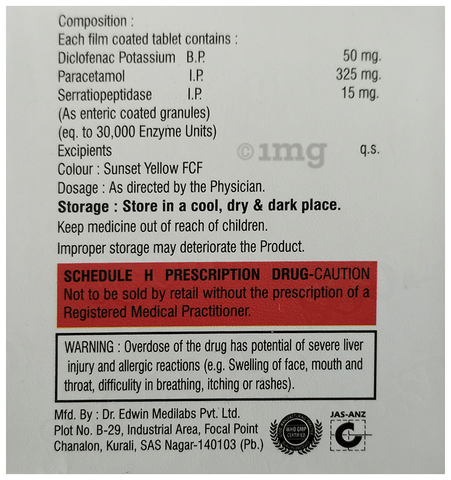 Composition :
Each film coated tablet contains :
Diclofenac Potassium B.P. 50 mg.
Paracetamol I.P. 325 mg.
Serratiopeptidase I.P. 15 mg.
(As enteric coated granules)
(eq. to 30,000 Enzyme Units)
Excipients q.s.
©1mg
Colour : Sunset Yellow FCF
Dosage : As directed by the Physician.
Storage : Store in a cool, dry & dark place.
Keep medicine out of reach of children.
Improper storage may deteriorate the Product.
SCHEDULE H PRESCRIPTION DRUG-CAUTION
Not to be sold by retail without the prescription of a
Registered Medical Practitioner.
WARNING : Overdose of the drug has potential of severe liver
injury and allergic reactions (e.g. Swelling of face, mouth and
throat, difficulity in breathing, itching or rashes).
Mfd. By : Dr. Edwin Medilabs Pvt. Ltd.
Plot No. B-29, Industrial Area, Focal Point
Chanalon, Kurali, SAS Nagar-140103 (Pb.)
WHO GMP
CERTIFIED
JAS-ANZ